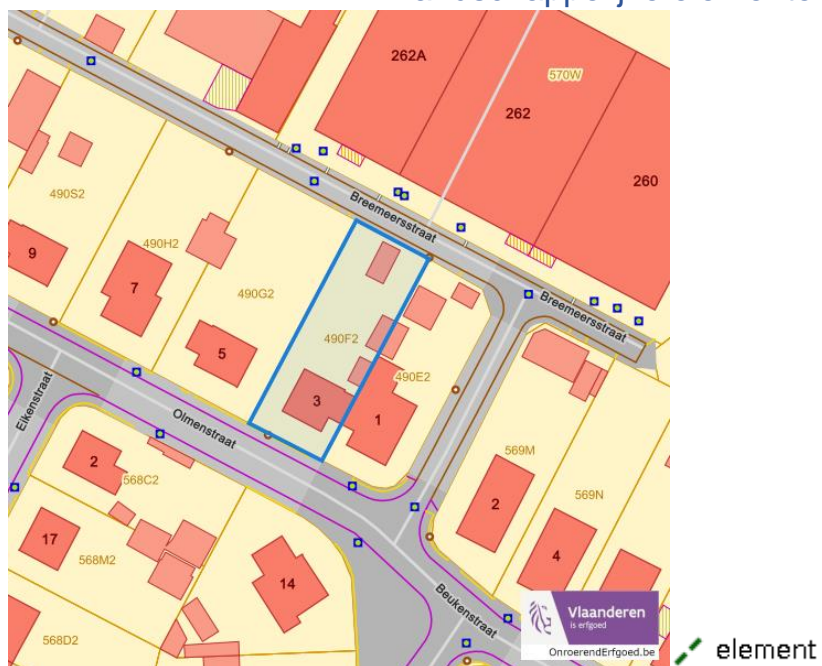 262A
570W
262
260
Breemeersstraat
490S2
9
490H2
7
490G2
5
490F2
3
490E2
1
Breemeersstraat
Eikenstraat
Olmenstraat
2
568C2
17
568M2
14
568D2
569M
2
569N
4
Beukenstraat
Vlaanderen
is erfgoed
OnroerendErfgoed.be
element